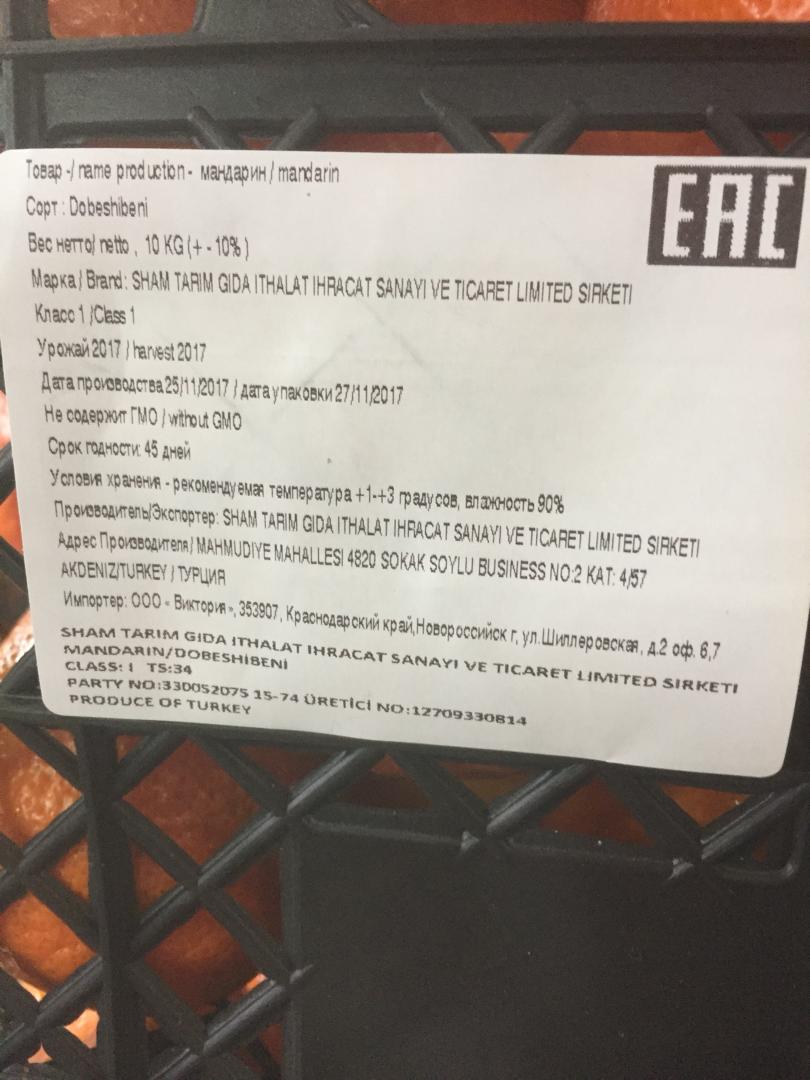 Товар -/ name production - мандарин / mandarin
EAC
Сорт : Dobeshibeni
Вес нетто/ netto , 10 KG (+ - 10% )
Марка / Brand : SHAM TARIM GIDA ITHALAT IHRACAT SANAYI VE TICARET LIMITED SIRKETI
Класс 1 /Class 1
Урожай 2017 / harvest 2017
Дата производства 25/11/2017 / дата упаковки 27/11/2017
Не содержит ГМО / without GMO
Срок годности: 45 дней
Условия хранения - рекомендуемая температура +1-+3 градусов, влажность 90%
Производитель/Экспортер: SHAM TARIM GIDA ITHALAT IHRACAT SANAYI VE TICARET LIMITED SIRKETI
Адрес Производителя / MAHMUDIYE MAHALLESI 4820 SOKAK SOYLU BUSINESS NO:2 KAT: 4/57
AKDENIZ/TURKEY / ТУРЦИЯ
Импортер: ООО « Виктория », 353907, Краснодарский край,Новороссийск г, ул.Шиллеровская, д.2 оф. 6,7
SHAM TARIM GIDA ITHALAT IHRACAT SANAYI VE TICARET LIMITED SIRKETI
MANDARIN/DOBESHIBENI
CLASS: I TS:34
PARTY NO:330052075 15-74 ÜRETİCİ NO:12709330814
PRODUCE OF TURKEY